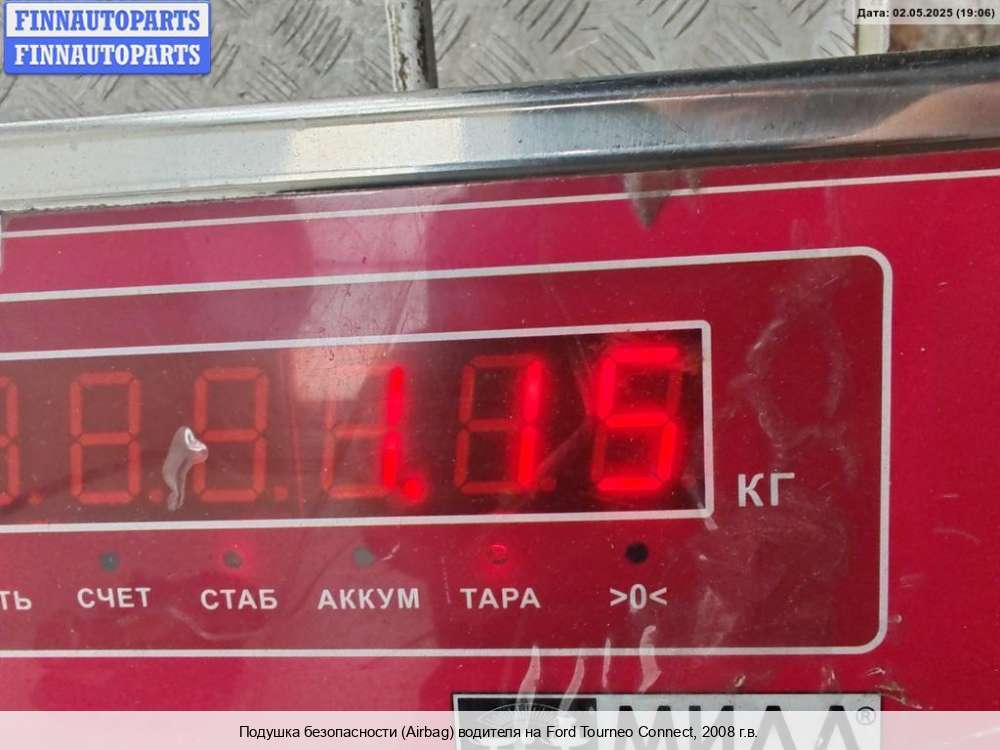 FINNAUTOPARTS
FINNAUTOPARTS
Дата: 02.05.2025 (19:06)
1.15
КГ
ТЬ СЧЕТ СТАБ АККУМ ТАРА >0<
®
Подушка безопасности (Airbag) водителя на Ford Tourneo Connect, 2008 г.в.